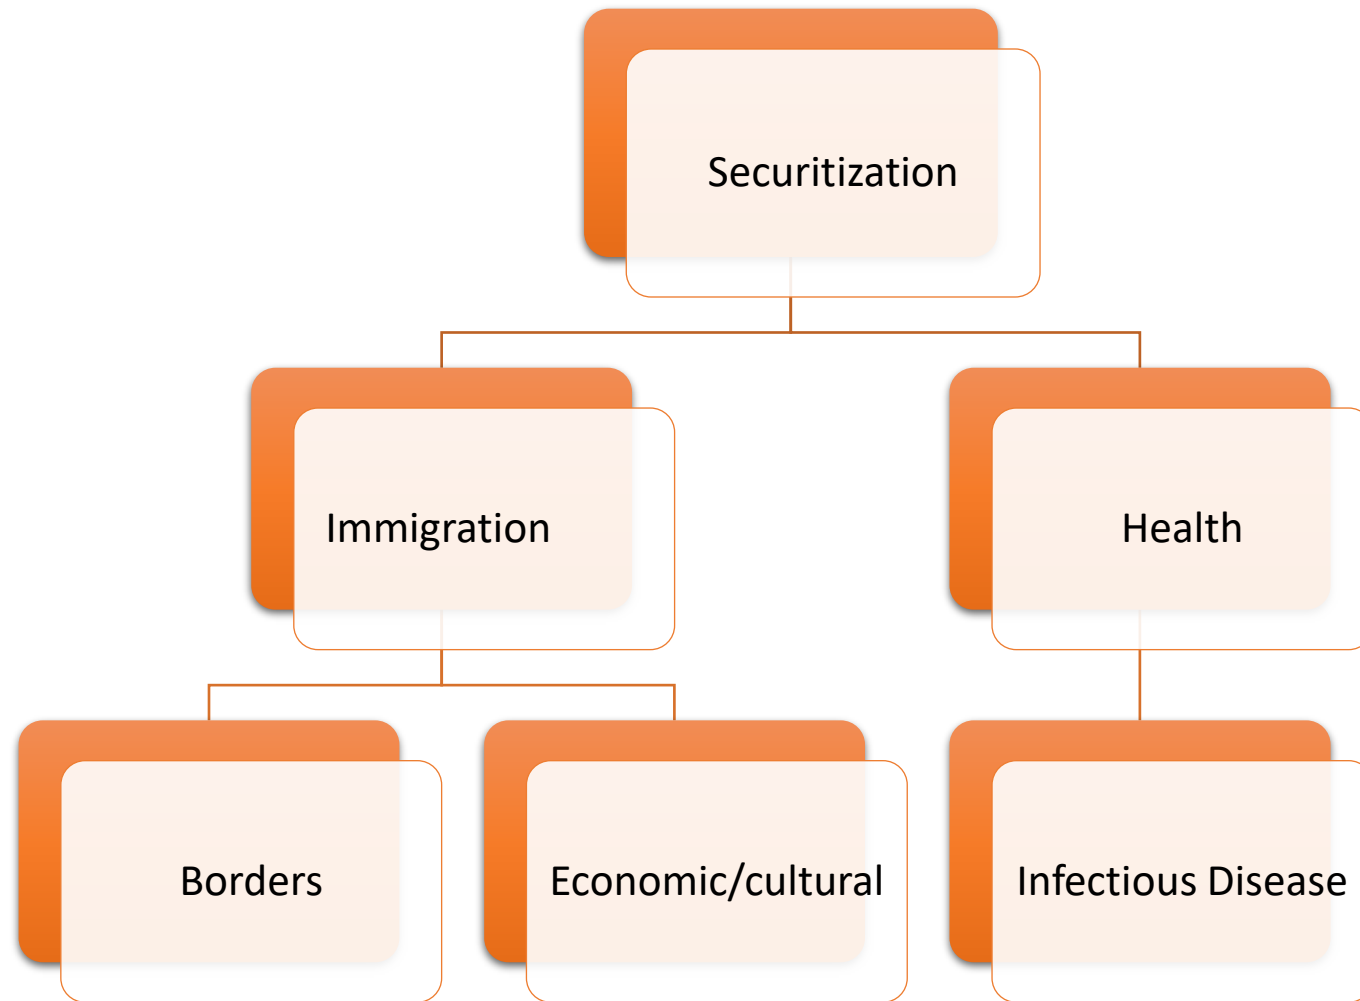 Securitization
Immigration
Health
Borders
Economic/cultural
Infectious Disease